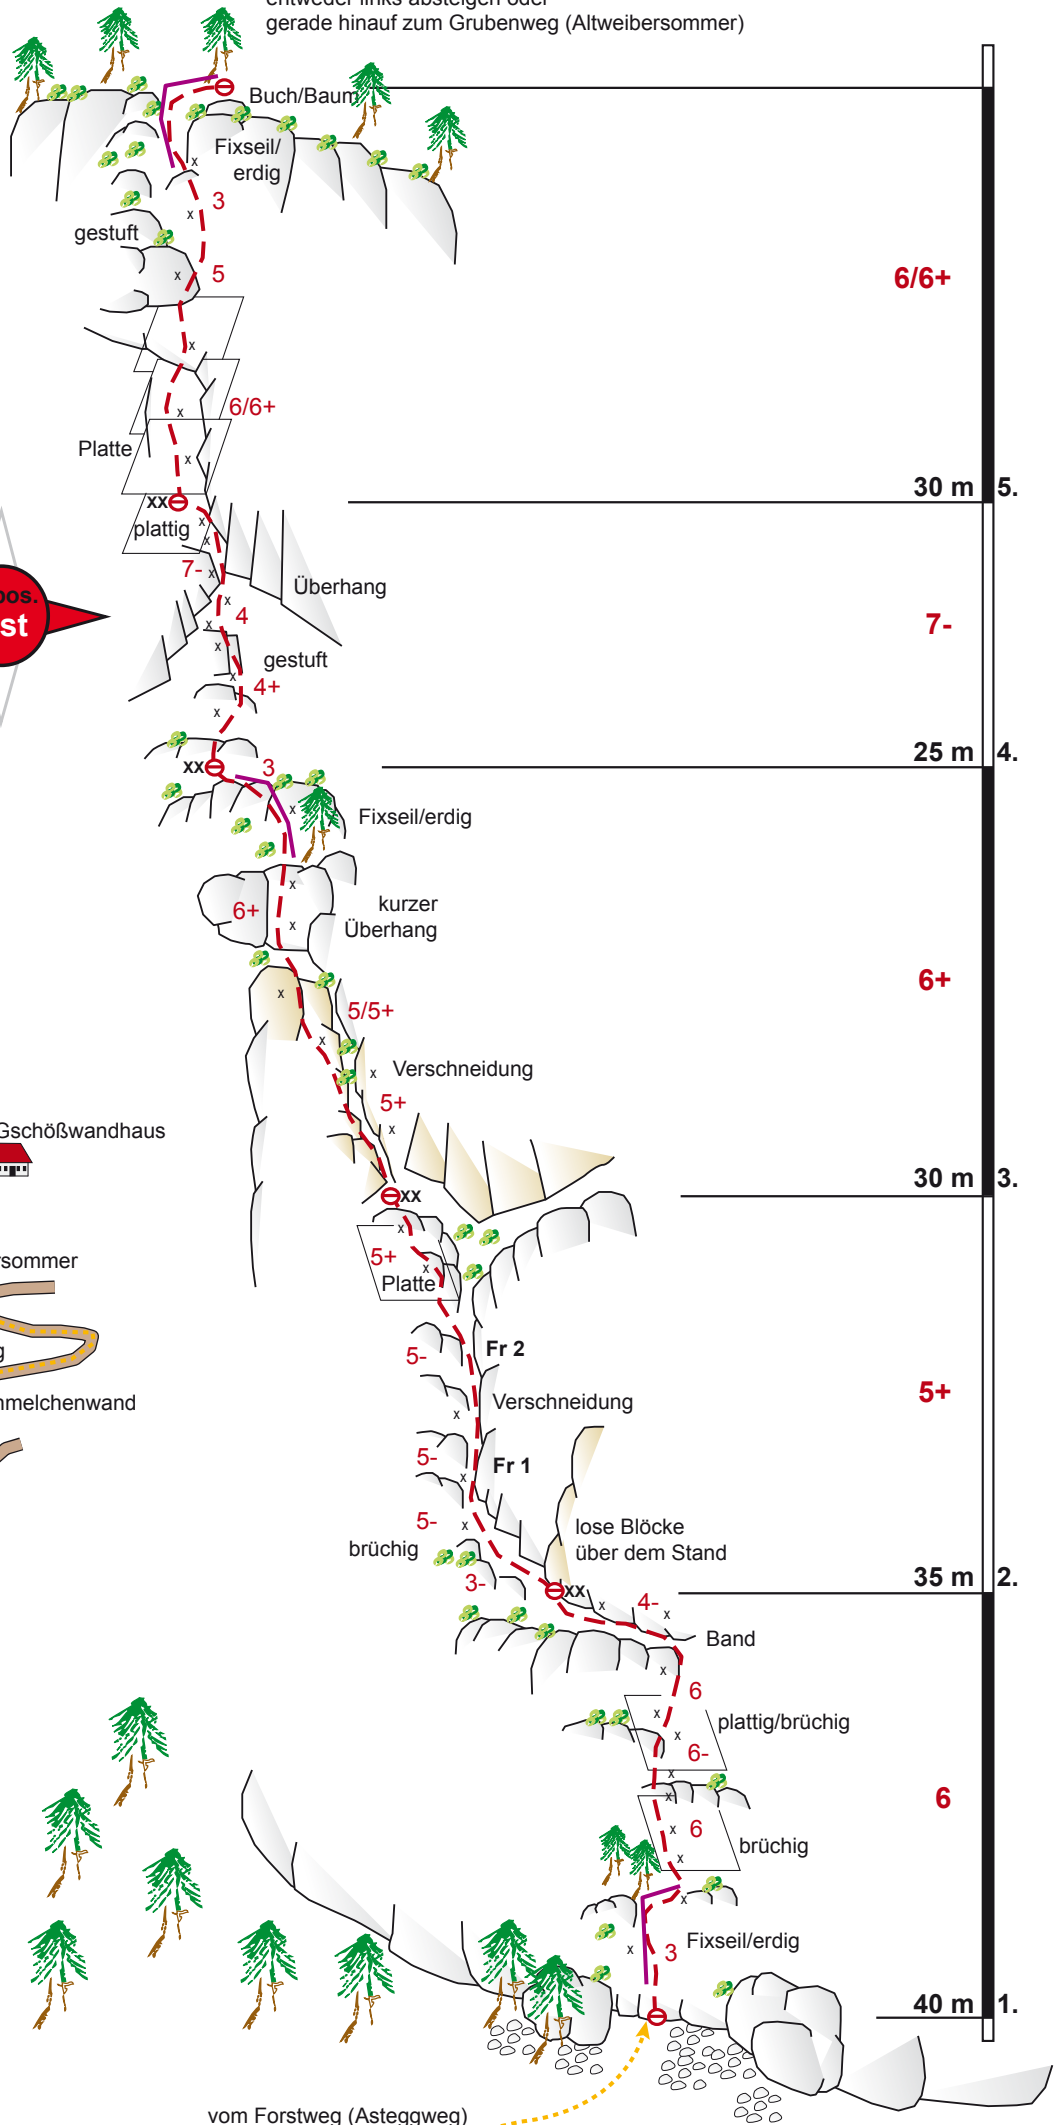 gerade hinauf zum Grubenweg (Altweibersommer)
Buch/Baum
Fixseil/
erdig
3
gestuft
5
6/6+
6/6+
Platte
30 m 5.
xx
plattig
7-
Überhang
4
7-
st
gestuft
4+
25 m 4.
xx
3
Fixseil/erdig
6+
kurzer
Überhang
6+
5/5+
Verschneidung
5+
Gschößwandhaus
30 m 3.
xx
5+
Platte
5-
Fr 2
5+
Verschneidung
5-
Fr 1
5-
brüchig
lose Blöcke
über dem Stand
3-
35 m 2.
xx
4-
Band
6
plattig/brüchig
6-
6
6
brüchig
Fixseil/erdig
3
40 m 1.
vom Forstweg (Asteggweg)